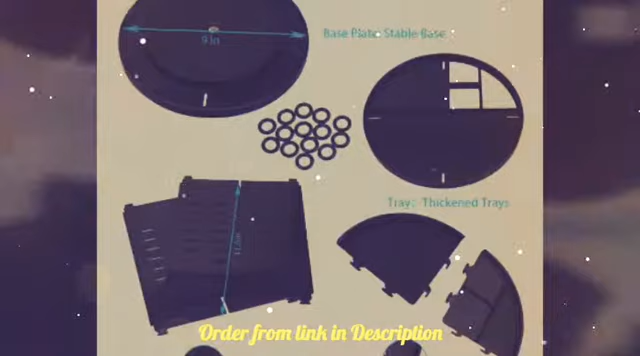 9 in
Base Plate: Stable Base
Tray: Thickened Trays
Order from link in Description